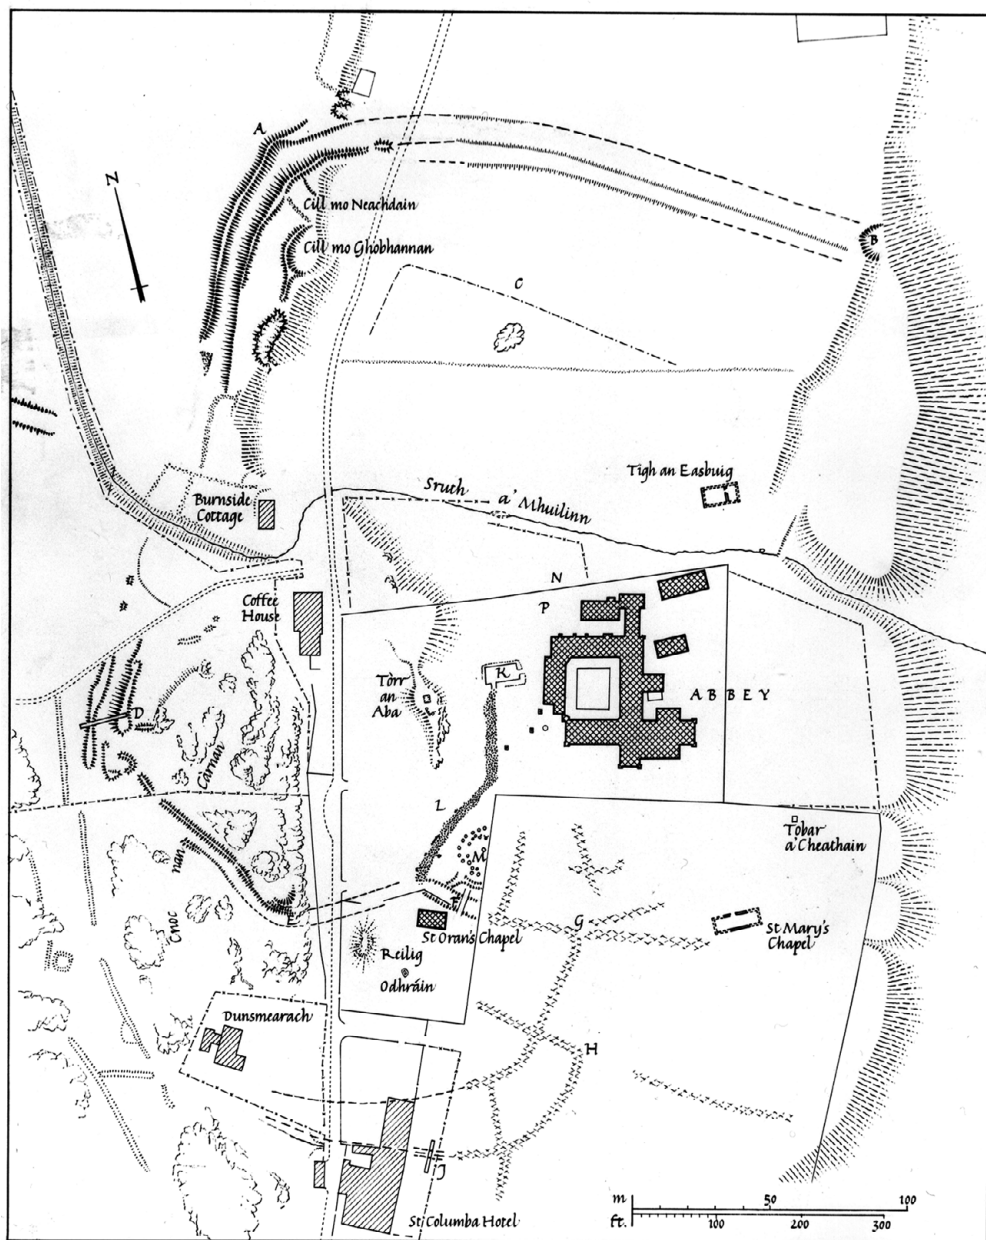 A
N
Cill mo Neachdain
Cill mo Ghobhannan
B
C
Tigh an Easbuig
Sruth a' Mhuilinn
Burnside
Cottage
N
P
Coffee
House
K
Tòrr
an
Aba
ABBEY
D
Cnoc nan Càrnan
L
M
Tobar
a' Cheathain
F
G
St Mary's
Chapel
St Oran's Chapel
Reilig
Odhráin
Dunsmearach
H
J
St Columba Hotel
m 50 100
ft. 100 200 300